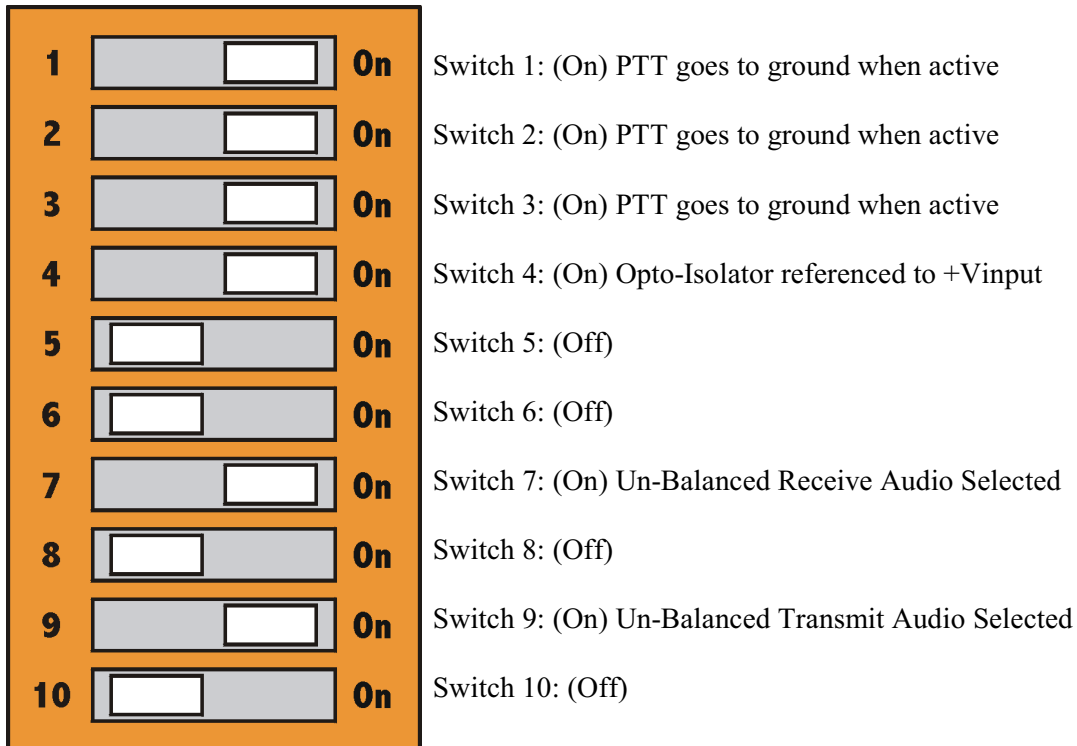 1 On Switch 1: (On) PTT goes to ground when active
2 On Switch 2: (On) PTT goes to ground when active
3 On Switch 3: (On) PTT goes to ground when active
4 On Switch 4: (On) Opto-Isolator referenced to +Vinput
5 On Switch 5: (Off)
6 On Switch 6: (Off)
7 On Switch 7: (On) Un-Balanced Receive Audio Selected
8 On Switch 8: (Off)
9 On Switch 9: (On) Un-Balanced Transmit Audio Selected
10 On Switch 10: (Off)